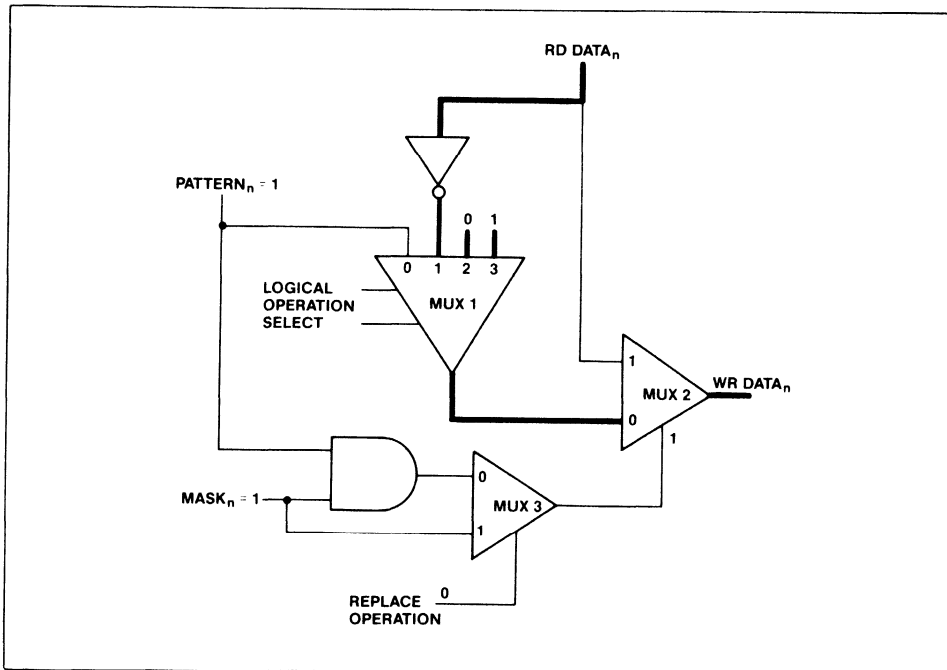 RD DATAn
PATTERNn = 1
0 1
0 1 2 3
LOGICAL
OPERATION
SELECT
MUX 1
1
MUX 2
WR DATAn
0
1
0
MASKn = 1
MUX 3
1
0
REPLACE
OPERATION